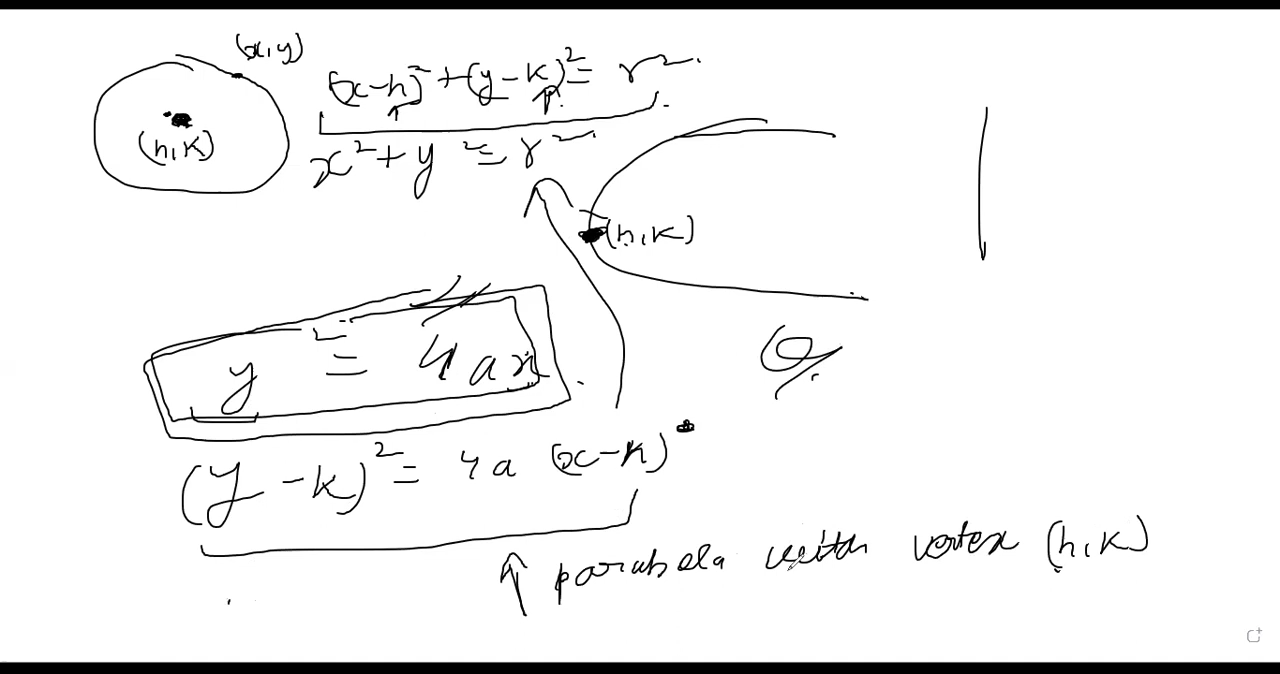 (x,y)
(x-h)²+(y-k)²=r²
(h,k)
x²+y²=r²
(h,k)
y²=4ax
(y-k)²=4a(x-h)
parabola with vertex (h,k)